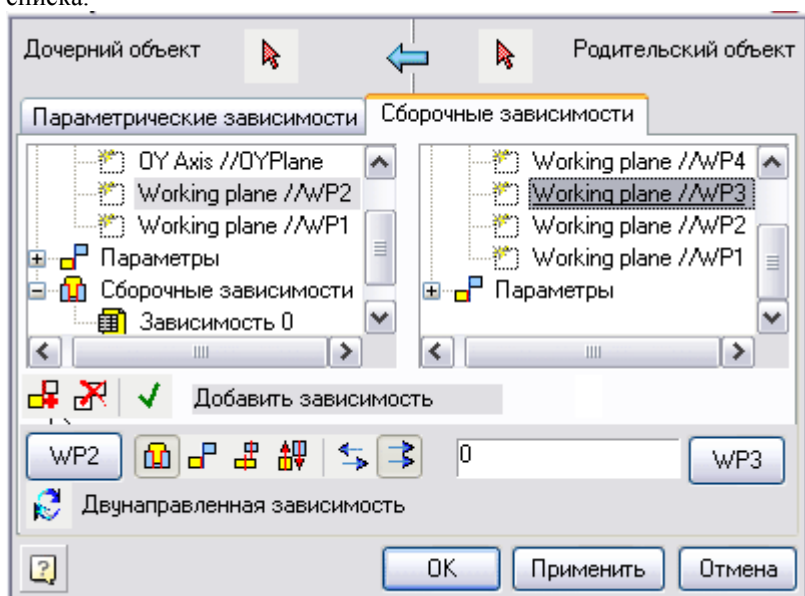 списка.
Дочерний объект Родительский объект
Параметрические зависимости Сборочные зависимости
OY Axis //OYPlane
Working plane //WP2
Working plane //WP1
Параметры
Сборочные зависимости
Зависимость 0
Working plane //WP4
Working plane //WP3
Working plane //WP2
Working plane //WP1
Параметры
Добавить зависимость
WP2 0 WP3
Двунаправленная зависимость
OK Применить Отмена